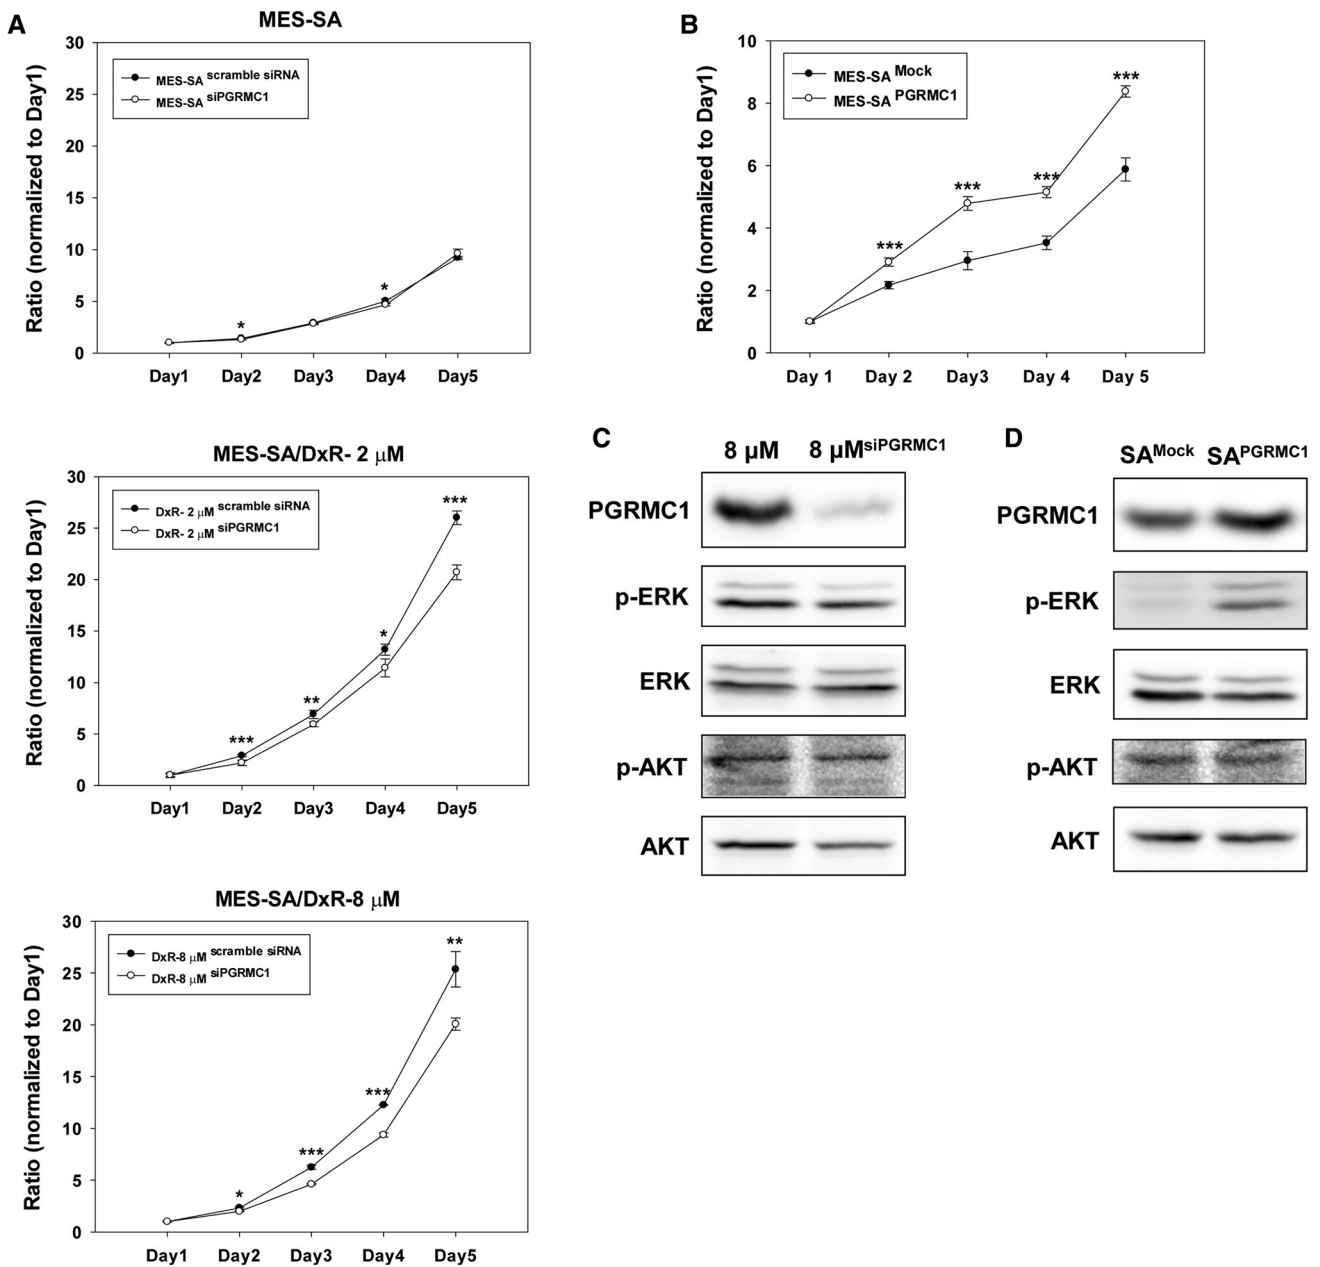 A
MES-SA
Ratio (normalized to Day1)
30
25
20
15
10
5
0
MES-SA scramble siRNA
MES-SA siPGRMC1
*
*
Day1 Day2 Day3 Day4 Day5
MES-SA/DxR- 2 μM
Ratio (normalized to Day1)
30
25
20
15
10
5
0
DxR- 2 μM scramble siRNA
DxR- 2 μM siPGRMC1
***
**
*
***
Day1 Day2 Day3 Day4 Day5
MES-SA/DxR-8 μM
Ratio (normalized to Day1)
30
25
20
15
10
5
0
DxR-8 μM scramble siRNA
DxR-8 μM siPGRMC1
*
***
***
**
Day1 Day2 Day3 Day4 Day5
B
Ratio (normalized to Day1)
10
8
6
4
2
0
MES-SA Mock
MES-SA PGRMC1
***
***
***
***
Day 1 Day 2 Day3 Day 4 Day 5
C
8 μM 8 μMsiPGRMC1
PGRMC1
p-ERK
ERK
p-AKT
AKT
D
SAMock SAPGRMC1
PGRMC1
p-ERK
ERK
p-AKT
AKT